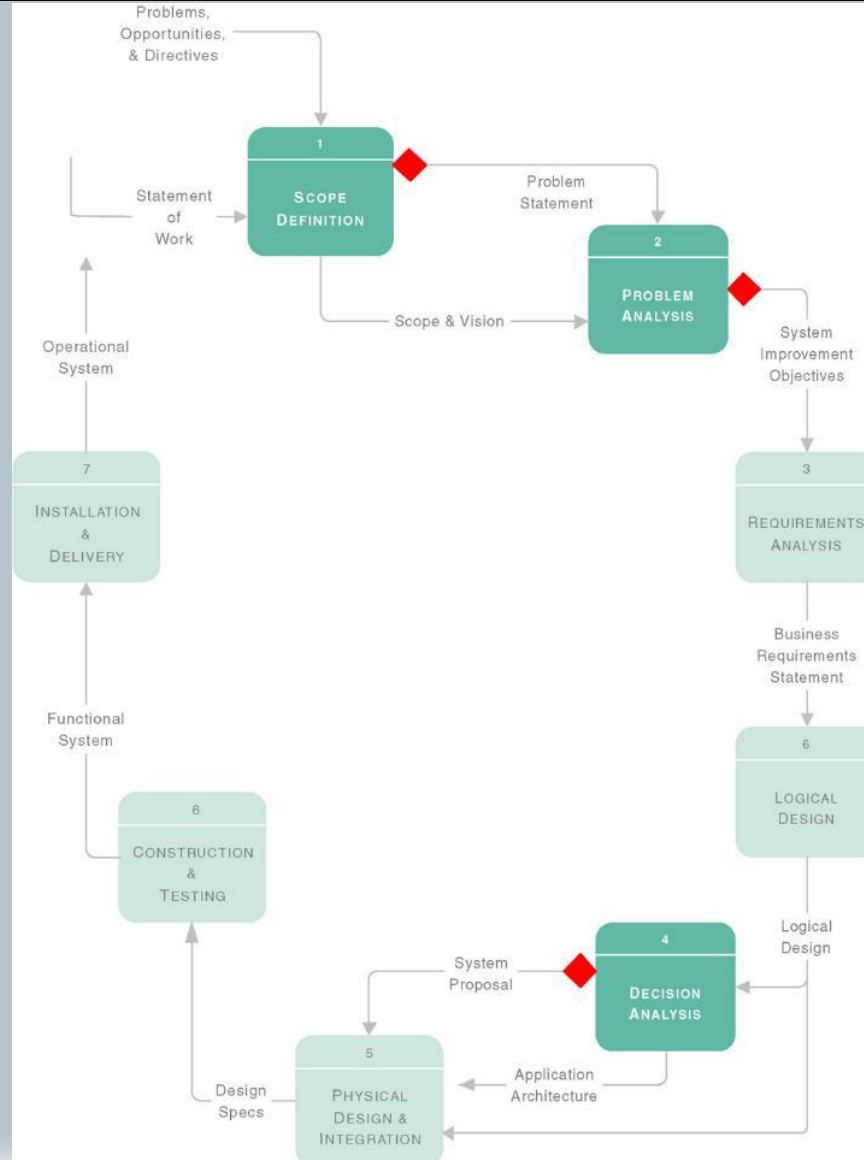 Problems,
Opportunities,
& Directives
1
SCOPE
DEFINITION
Statement
of
Work
Problem
Statement
2
PROBLEM
ANALYSIS
Scope & Vision
System
Improvement
Objectives
Operational
System
3
REQUIREMENTS
ANALYSIS
7
INSTALLATION
&
DELIVERY
Business
Requirements
Statement
Functional
System
6
LOGICAL
DESIGN
6
CONSTRUCTION
&
TESTING
Logical
Design
4
DECISION
ANALYSIS
System
Proposal
5
PHYSICAL
DESIGN &
INTEGRATION
Application
Architecture
Design
Specs